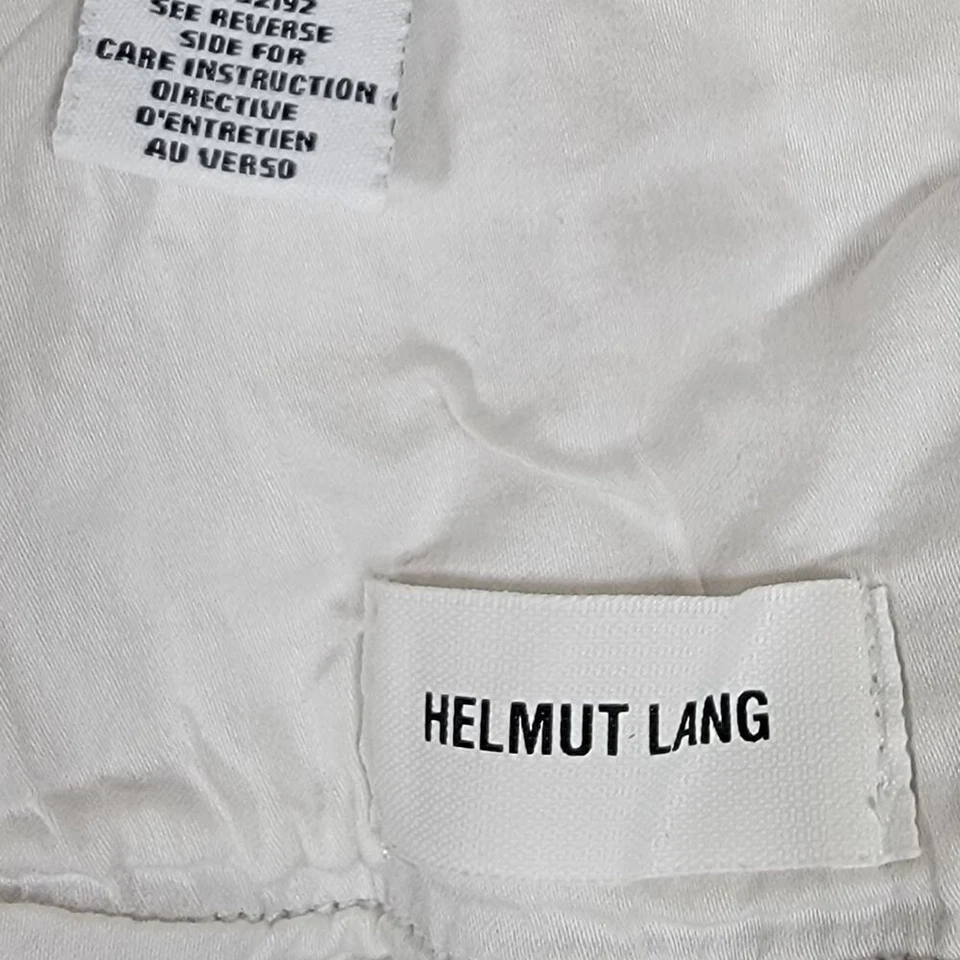 SEE REVERSE
SIDE FOR
CARE INSTRUCTION
DIRECTIVE
D'ENTRETIEN
AU VERSO
HELMUT LANG